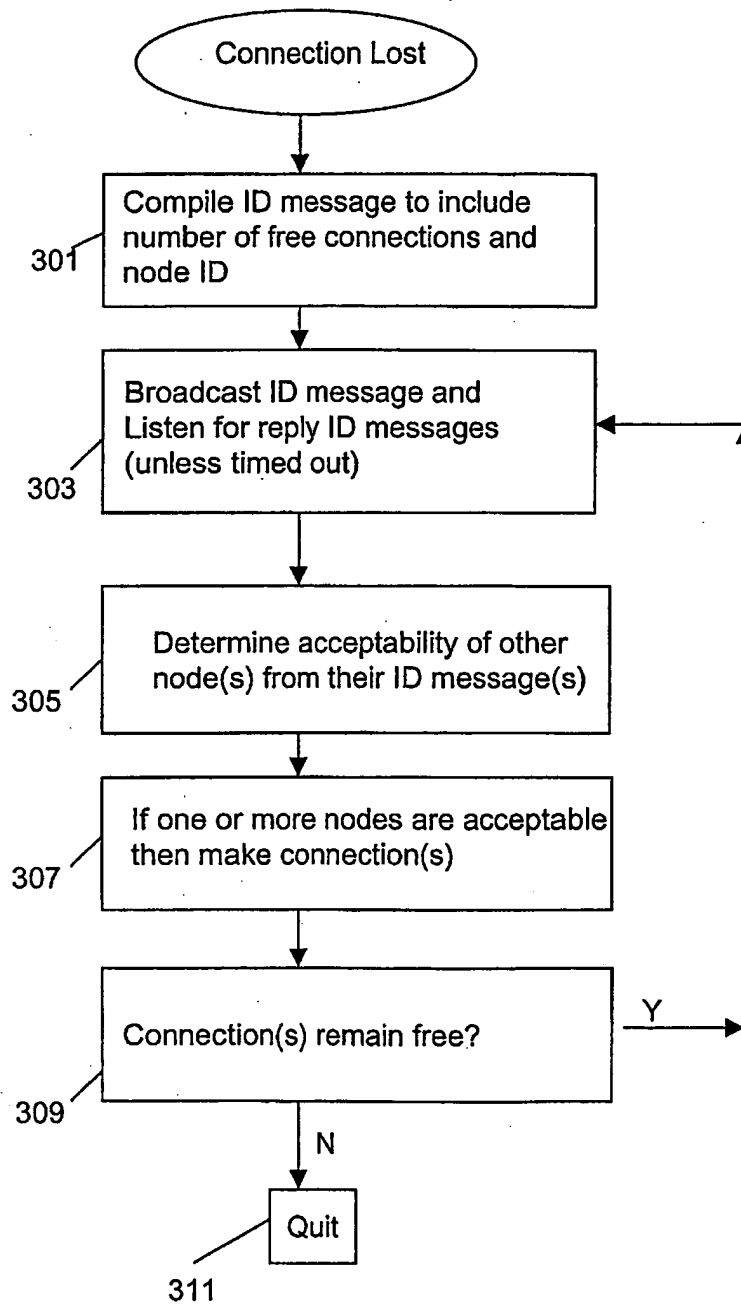 Connection Lost
Compile ID message to include
number of free connections and
node ID
301
Broadcast ID message and
Listen for reply ID messages
(unless timed out)
303
Determine acceptability of other
node(s) from their ID message(s)
305
If one or more nodes are acceptable
then make connection(s)
307
Connection(s) remain free?
Y
309
N
Quit
311